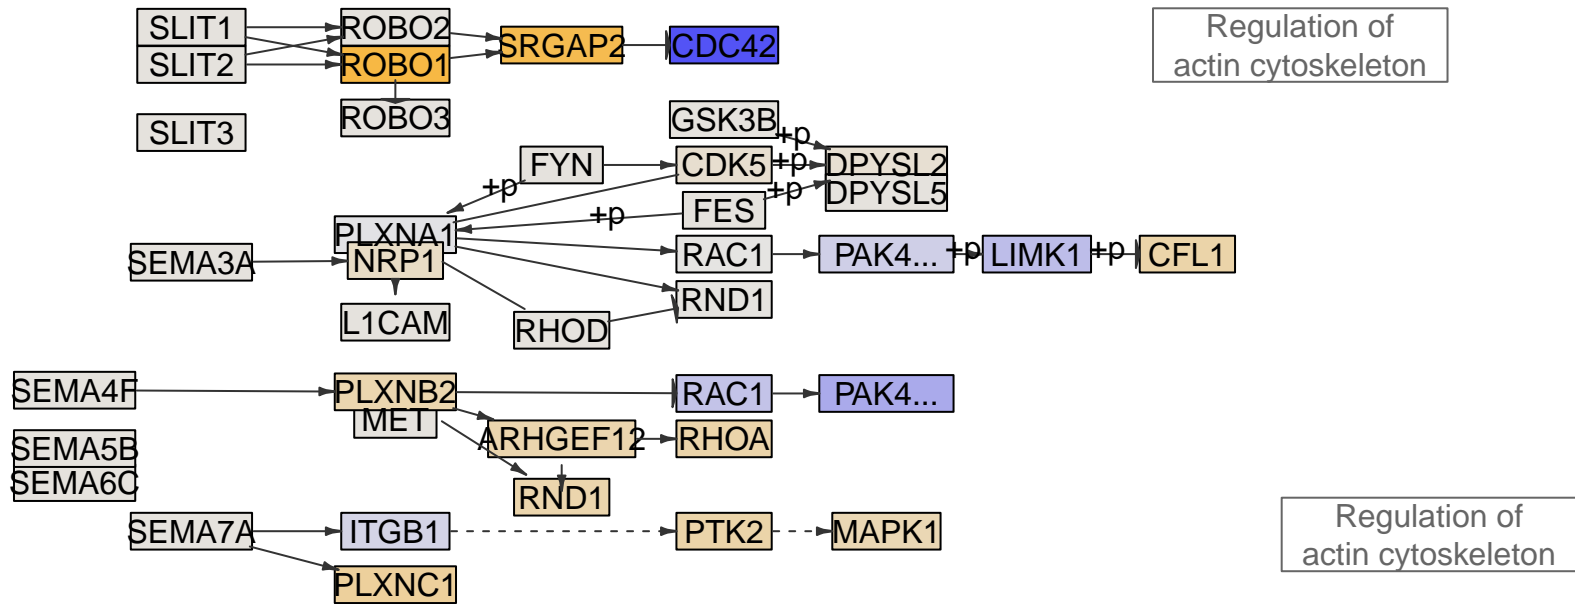 SLIT1
ROBO2
SRGAP2
CDC42
Regulation of
actin cytoskeleton
SLIT2
ROBO1
SLIT3
ROBO3
GSK3B
+p
FYN
CDK5
+p
DPYSL2
+p
FES
+p
DPYSL5
PLXNA1
+p
SEMA3A
NRP1
RAC1
PAK4...
+p
LIMK1
+p
CFL1
RND1
L1CAM
RHOD
SEMA4F
PLXNB2
RAC1
PAK4...
MET
ARHGEF12
RHOA
SEMA5B
SEMA6C
RND1
SEMA7A
ITGB1
PTK2
MAPK1
Regulation of
actin cytoskeleton
PLXNC1